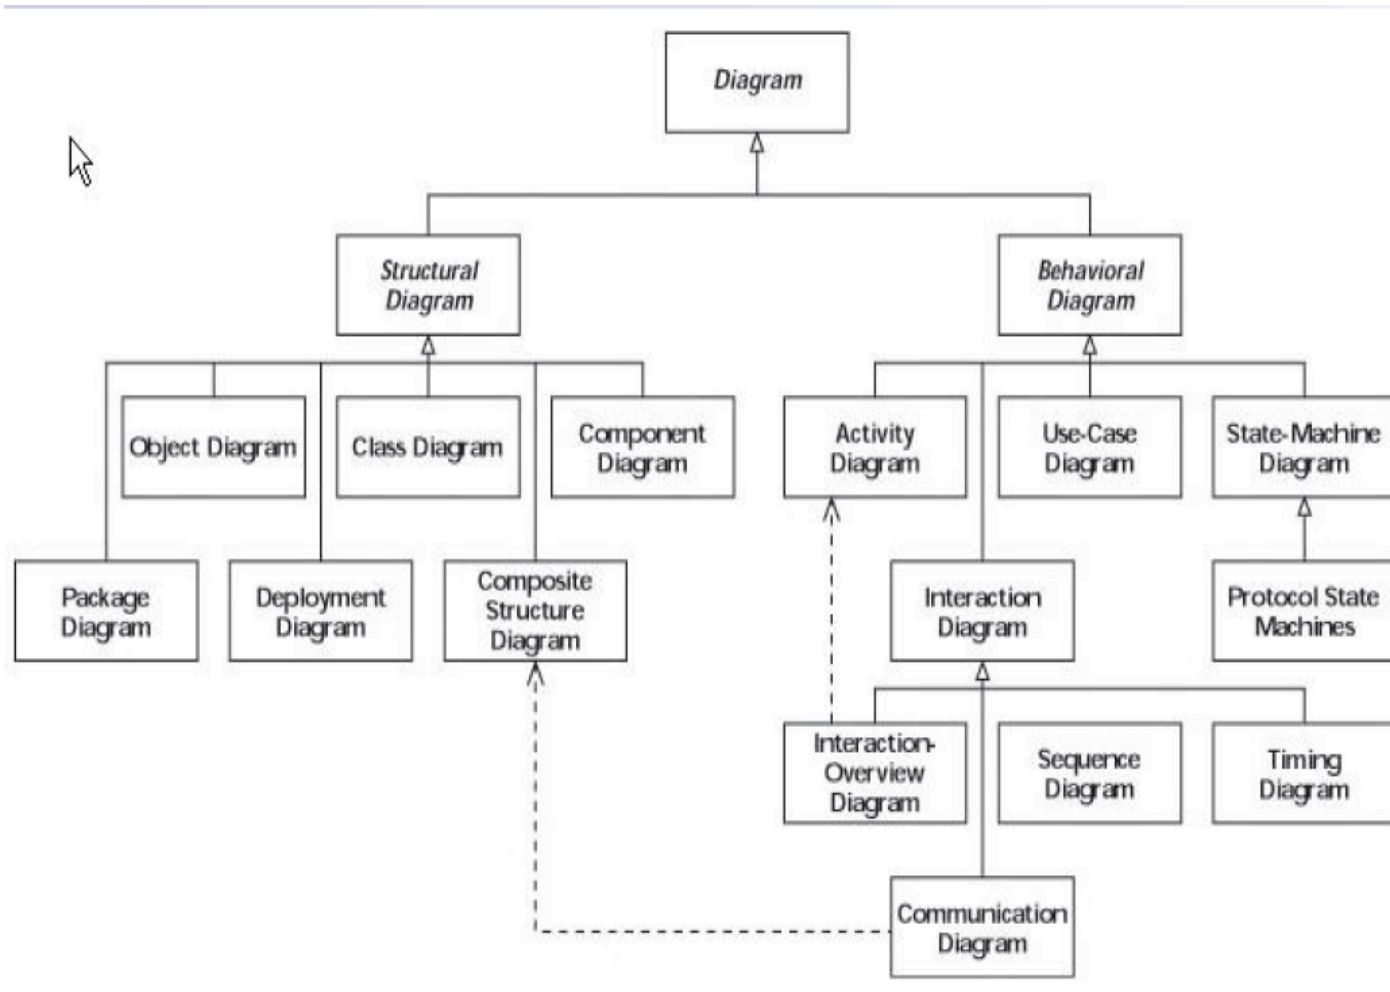 Diagram
Structural
Diagram
Behavioral
Diagram
Object Diagram
Class Diagram
Component
Diagram
Activity
Diagram
Use-Case
Diagram
State-Machine
Diagram
Package
Diagram
Deployment
Diagram
Composite
Structure
Diagram
Interaction
Diagram
Protocol State
Machines
Interaction-
Overview
Diagram
Sequence
Diagram
Timing
Diagram
Communication
Diagram